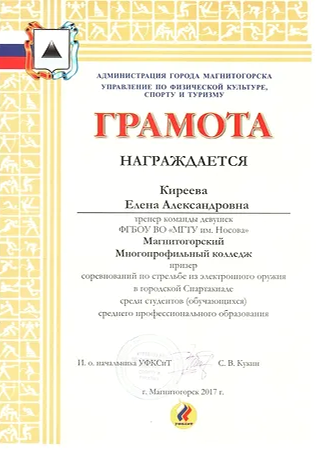 АДМИНИСТРАЦИЯ ГОРОДА МАГНИТОГОРСКА
УПРАВЛЕНИЕ ПО ФИЗИЧЕСКОЙ КУЛЬТУРЕ,
СПОРТУ И ТУРИЗМУ
ГРАМОТА
НАГРАЖДАЕТСЯ
Киреева
Елена Александровна
тренер команды девушек
ФГБОУ ВО «МГТУ им. Носова»
Магнитогорский
Многопрофильный колледж
призер
соревнований по стрельбе из электронного оружия
в городской Спартакиаде
среди студентов (обучающихся)
среднего профессионального образования
И. о. начальника УФКСиТ
г. Магнитогорск 2017 г.